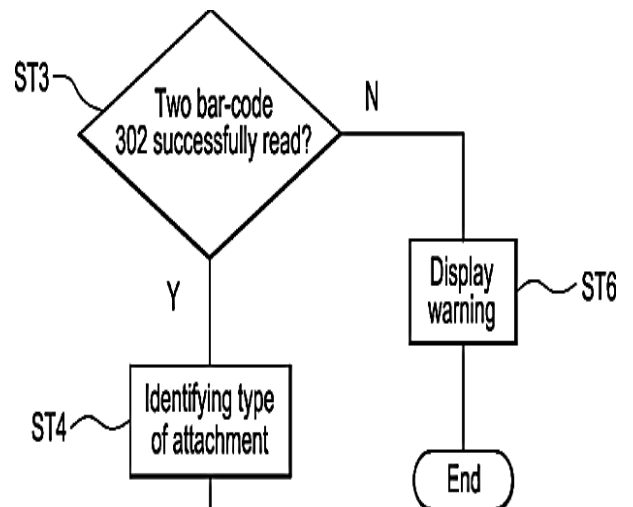 ST3
Two bar-code
302 successfully read?
N
Y
Display
warning
ST6
Identifying type
of attachment
ST4
End